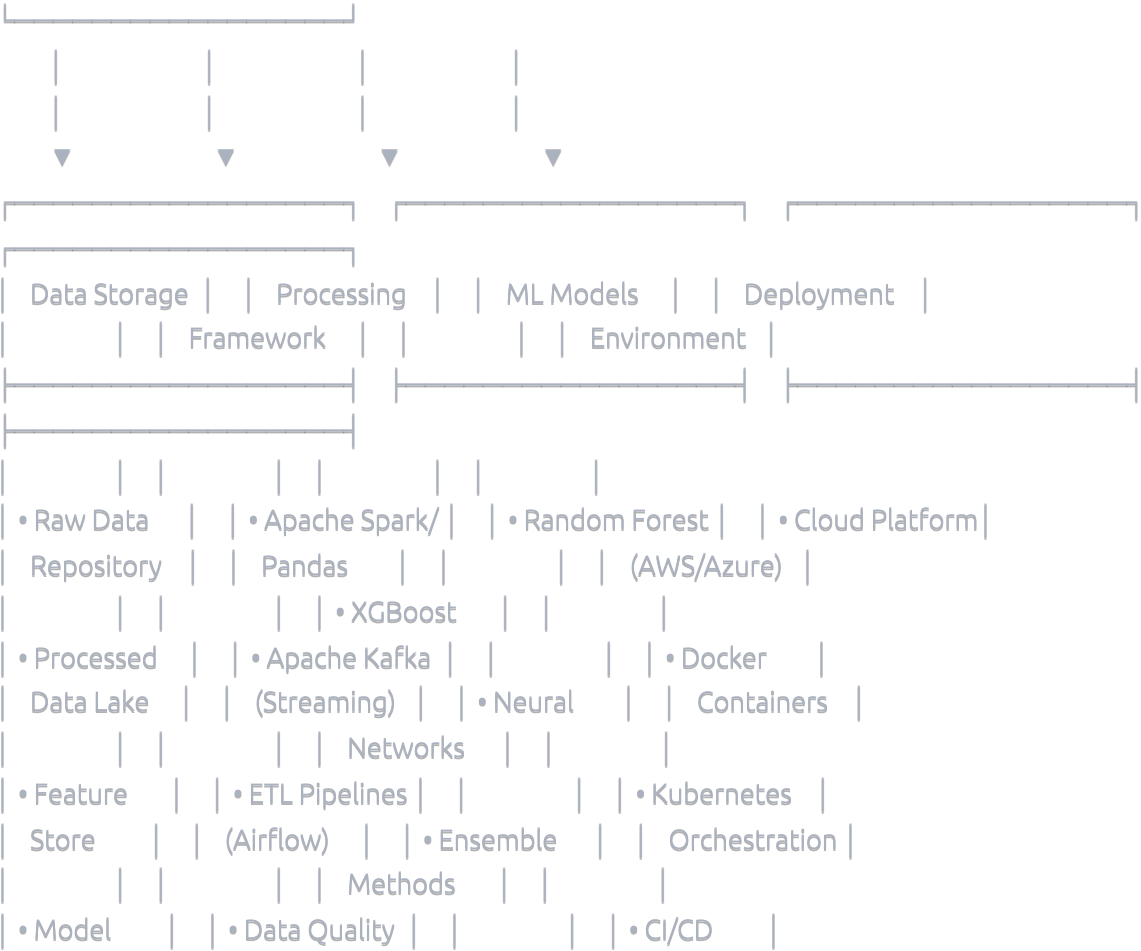 └──────────────────┘
│ │ │ │
│ │ │ │
▼ ▼ ▼ ▼
┌──────────────────┐ ┌──────────────────┐ ┌──────────────────┐
┌──────────────────┐
│ Data Storage │ │ Processing │ │ ML Models │ │ Deployment │
│ │ │ Framework │ │ │ │ Environment │
├──────────────────┤ ├──────────────────┤ ├──────────────────┤
├──────────────────┤
│ │ │ │ │ │ │ │
│ • Raw Data │ │ • Apache Spark/ │ │ • Random Forest │ │ • Cloud Platform│
│ Repository │ │ Pandas │ │ │ │ (AWS/Azure) │
│ │ │ │ │ • XGBoost │ │ │
│ • Processed │ │ • Apache Kafka │ │ │ │ • Docker │
│ Data Lake │ │ (Streaming) │ │ • Neural │ │ Containers │
│ │ │ │ │ Networks │ │ │
│ • Feature │ │ • ETL Pipelines │ │ │ │ • Kubernetes │
│ Store │ │ (Airflow) │ │ • Ensemble │ │ Orchestration │
│ │ │ │ │ Methods │ │ │
│ • Model │ │ • Data Quality │ │ │ │ • CI/CD │